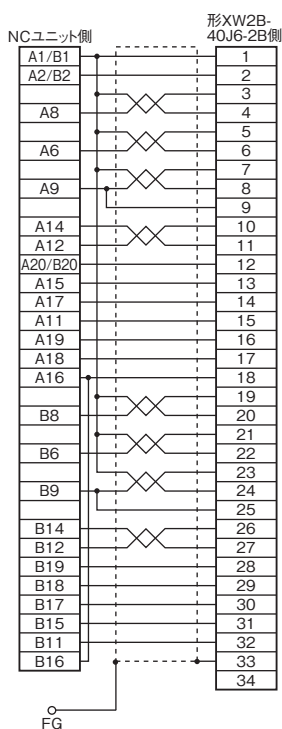 NCユニット側
形XW2B-
40J6-2B側
A1/B1 1
A2/B2 2
3
A8 4
5
A6 6
7
A9 8
9
A14 10
A12 11
A20/B20 12
A15 13
A17 14
A11 15
A19 16
A18 17
A16 18
19
B8 20
21
B6 22
23
B9 24
25
B14 26
B12 27
B19 28
B18 29
B17 30
B15 31
B11 32
B16 33
34
FG